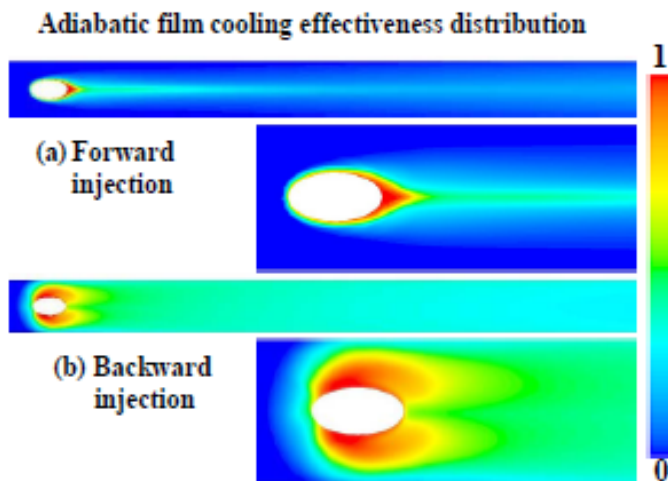 Adiabatic film cooling effectiveness distribution
1
(a) Forward
injection
(b) Backward
injection
0